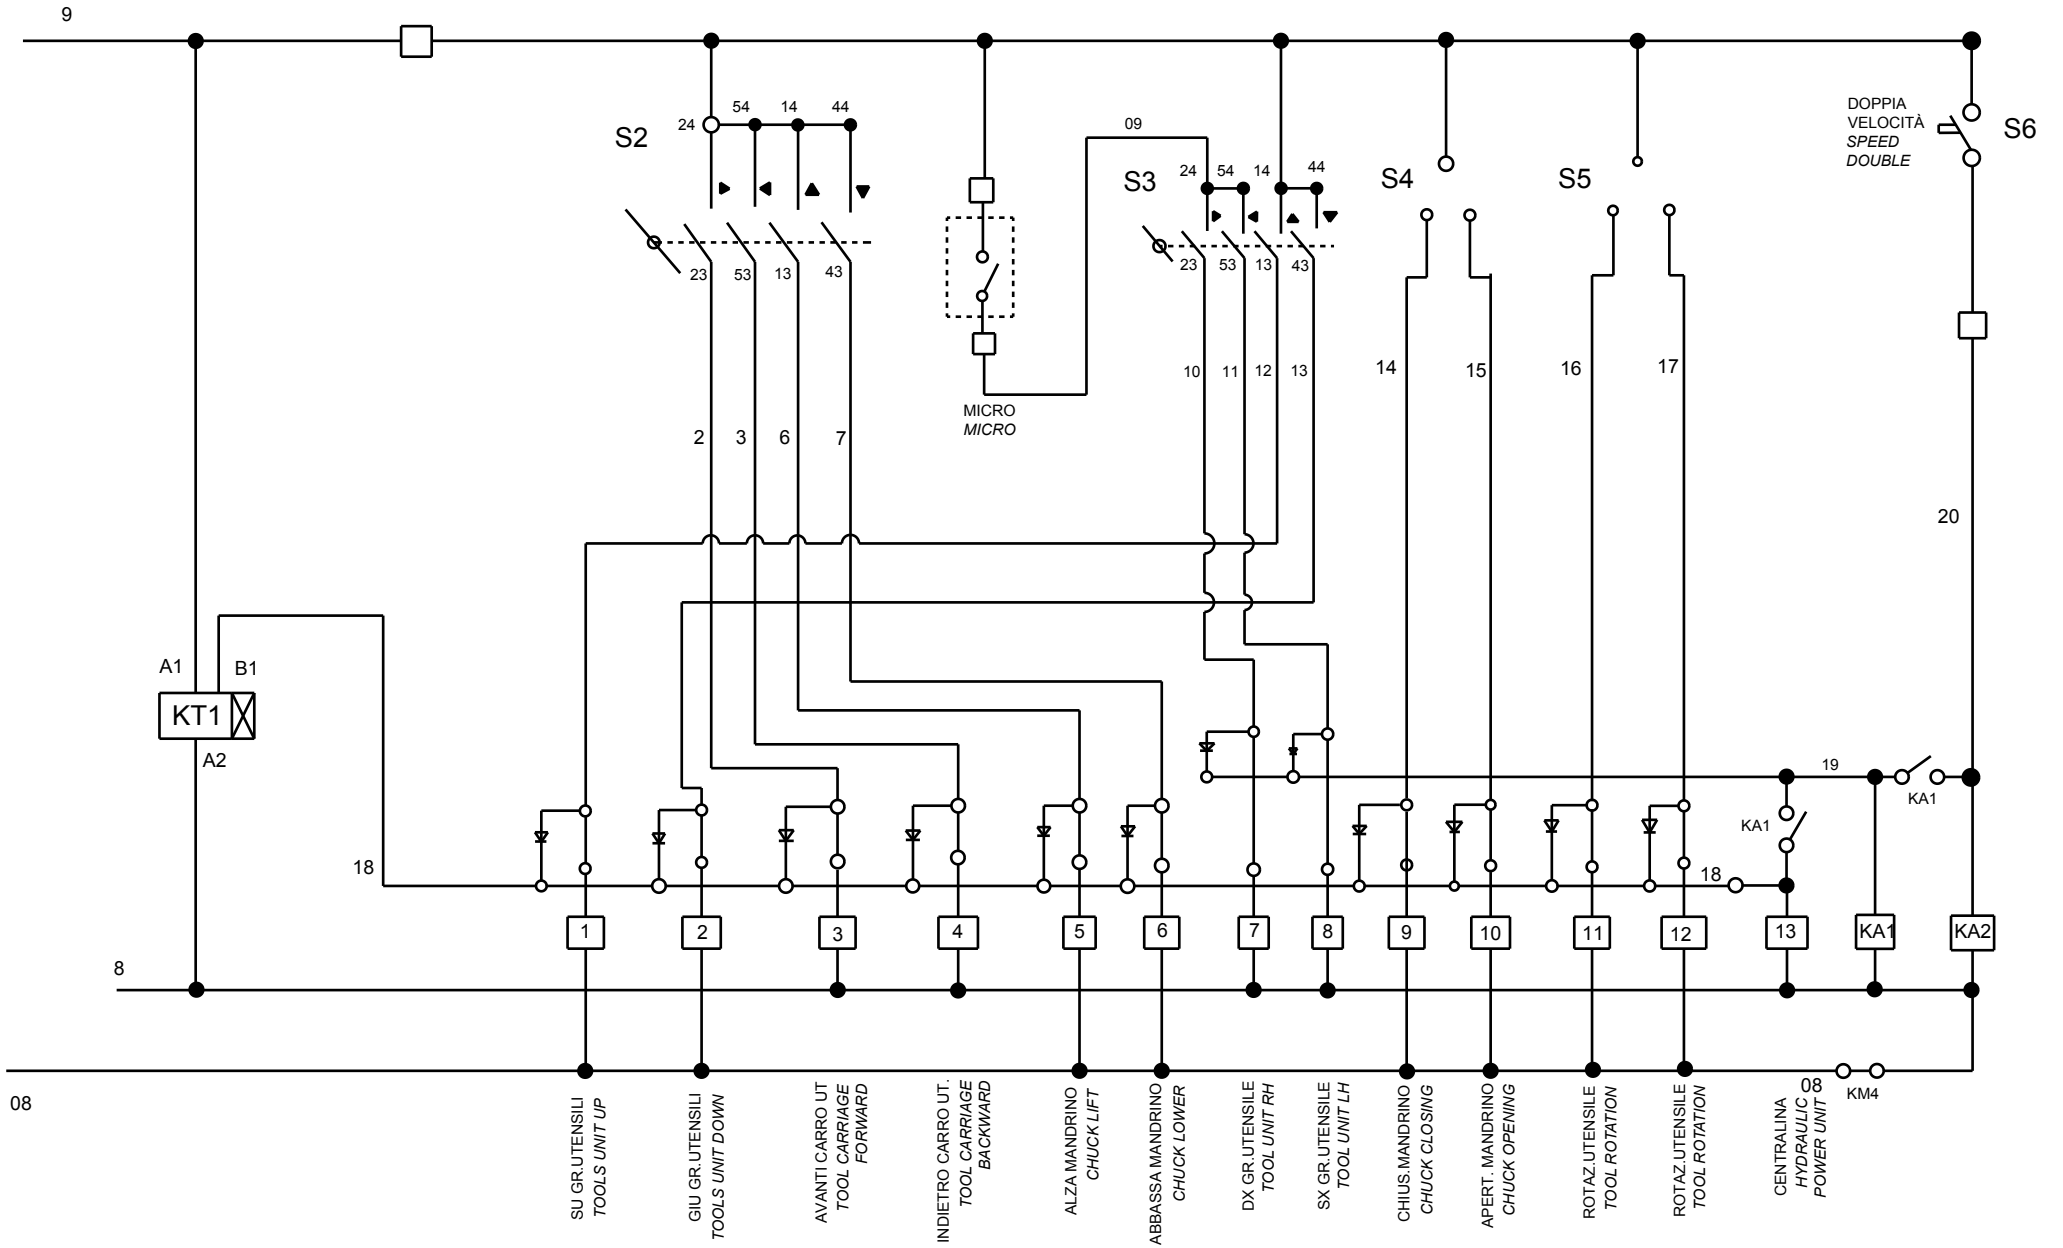 9
54
14
44
24
S2
23
53
13
43
2
3
6
7
MICRO
MICRO
09
24
54
14
44
S3
23
53
13
43
10
11
12
13
S4
14
15
S5
16
17
DOPPIA
VELOCITÀ
SPEED
DOUBLE
S6
20
A1
B1
KT1
A2
18
19
KA1
KA1
18
1
2
3
4
5
6
7
8
9
10
11
12
13
KA1
KA2
8
08
08
KM4
SU GR.UTENSILI
TOOLS UNIT UP
GIU GR.UTENSILI
TOOLS UNIT DOWN
AVANTI CARRO UT
TOOL CARRIAGE
FORWARD
INDIETRO CARRO UT.
TOOL CARRIAGE
BACKWARD
ALZA MANDRINO
CHUCK LIFT
ABBASSA MANDRINO
CHUCK LOWER
DX GR.UTENSILE
TOOL UNIT RH
SX GR.UTENSILE
TOOL UNIT LH
CHIUS.MANDRINO
CHUCK CLOSING
APERT. MANDRINO
CHUCK OPENING
ROTAZ.UTENSILE
TOOL ROTATION
ROTAZ.UTENSILE
TOOL ROTATION
CENTRALINA
HYDRAULIC
POWER UNIT